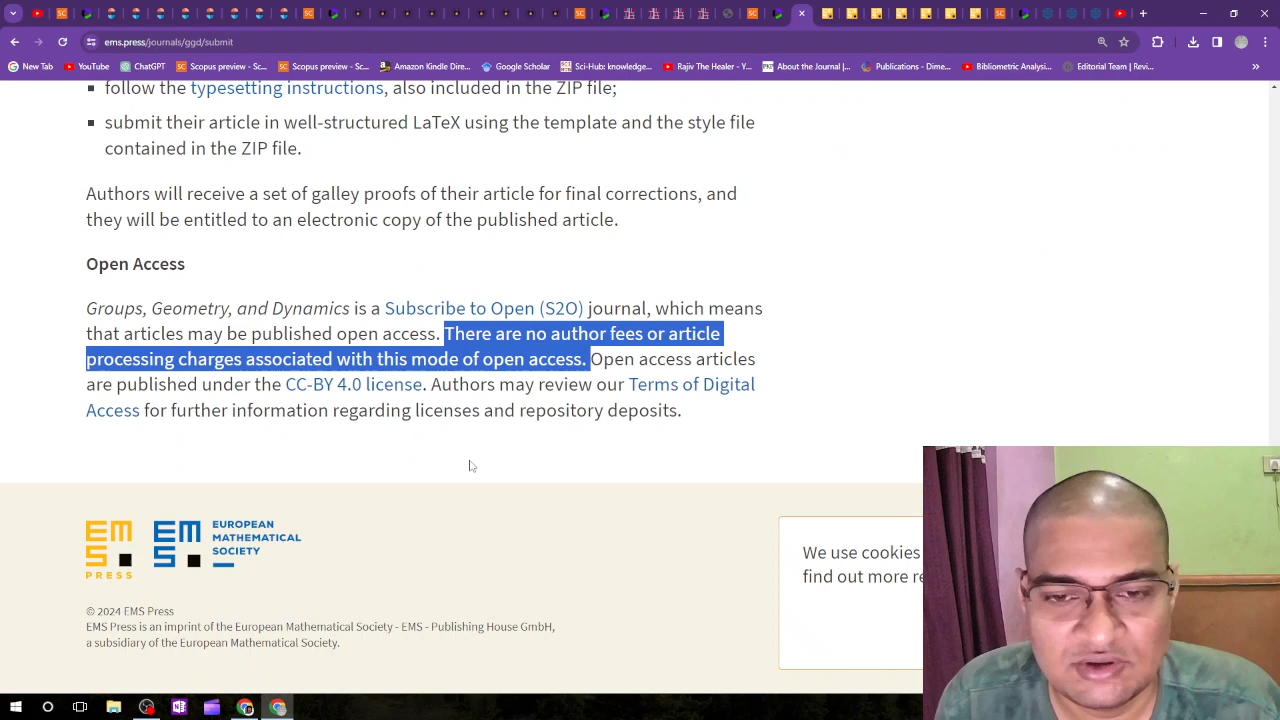 ems.press/journals/ggd/submit
New Tab YouTube ChatGPT Scopus preview - Sc... Scopus preview - Sc... Amazon Kindle Dire... Google Scholar Sci-Hub: knowledge... Rajiv The Healer - Y... About the Journal |... Publications - Dime... Bibliometric Analysi... Editorial Team | Revi... »
follow the typesetting instructions, also included in the ZIP file;
submit their article in well-structured LaTeX using the template and the style file
contained in the ZIP file.
Authors will receive a set of galley proofs of their article for final corrections, and
they will be entitled to an electronic copy of the published article.
Open Access
Groups, Geometry, and Dynamics is a Subscribe to Open (S2O) journal, which means
that articles may be published open access. There are no author fees or article
processing charges associated with this mode of open access. Open access articles
are published under the CC-BY 4.0 license. Authors may review our Terms of Digital
Access for further information regarding licenses and repository deposits.
EMS PRESS
EMS EUROPEAN
MATHEMATICAL
SOCIETY
We use cookies
find out more re
© 2024 EMS Press
EMS Press is an imprint of the European Mathematical Society - EMS - Publishing House GmbH,
a subsidiary of the European Mathematical Society.